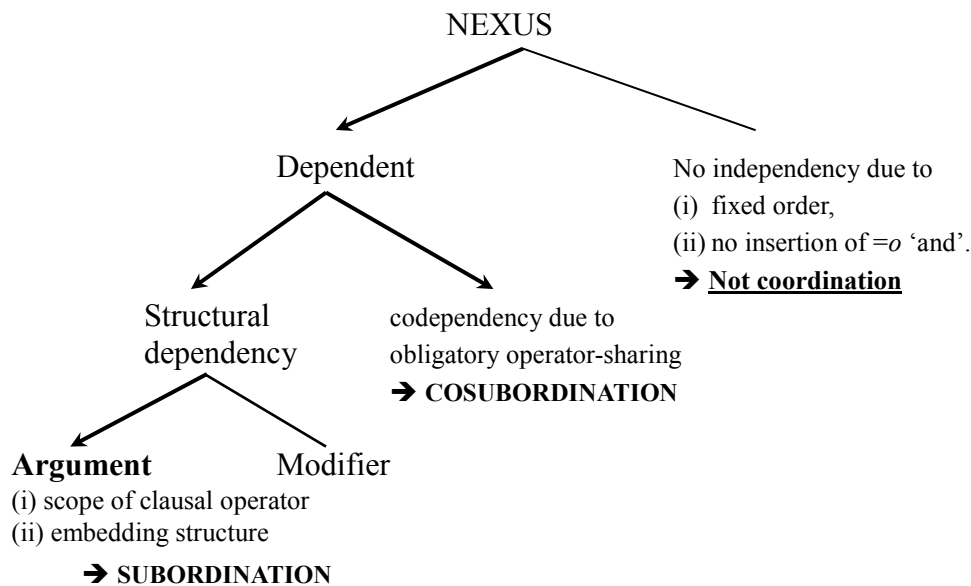 NEXUS
Dependent
No independency due to
(i) fixed order,
(ii) no insertion of =o ‘and’.
➔ Not coordination
Structural
dependency
codependency due to
obligatory operator-sharing
➔ COSUBORDINATION
Argument
Modifier
(i) scope of clausal operator
(ii) embedding structure
➔ SUBORDINATION